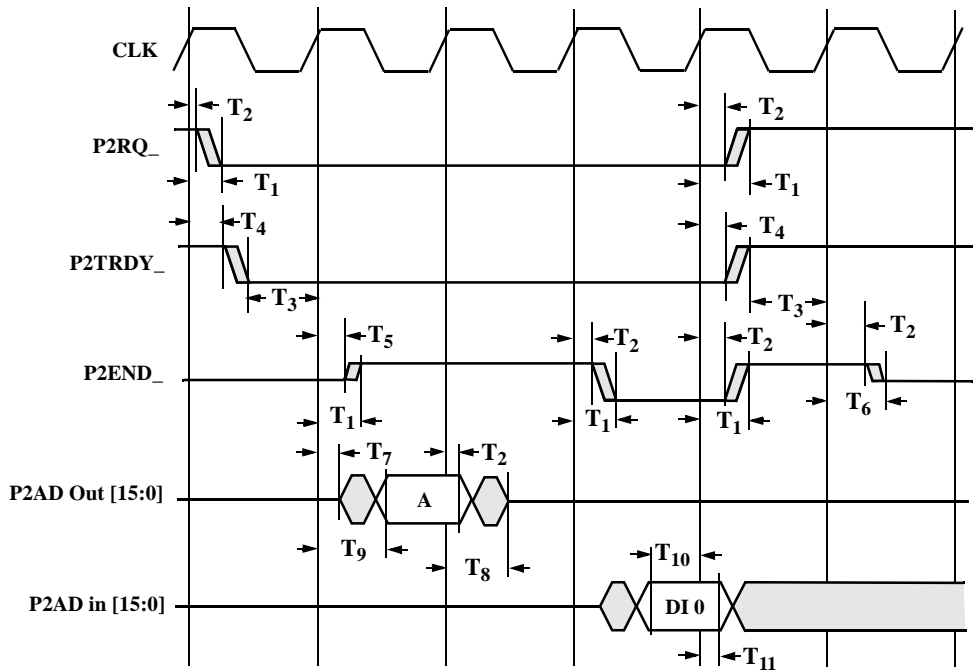 CLK
T2 T2
P2RQ_
T1 T1
T4 T4
P2TRDY_
T3 T3
T5 T2 T2 T2
P2END_
T1 T1 T1 T6
T7 T2
P2AD Out [15:0] A
T9 T8
T10
P2AD in [15:0] DI 0
T11